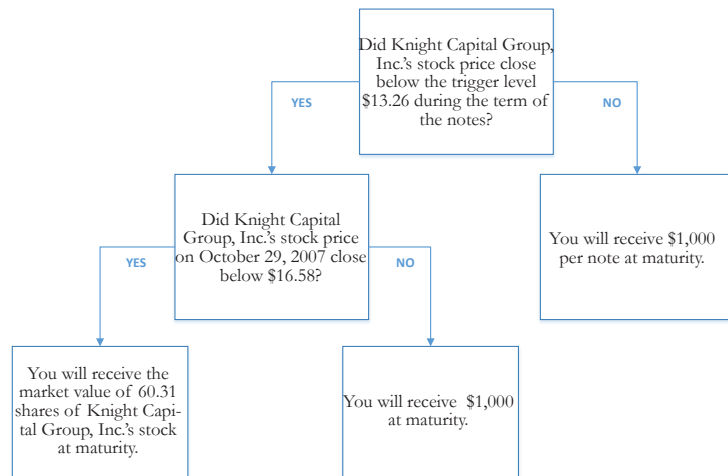 Did Knight Capital Group,
Inc.'s stock price close
below the trigger level
$13.26 during the term of
the notes?
YES
NO
Did Knight Capital
Group, Inc.'s stock price
on October 29, 2007 close
below $16.58?
You will receive $1,000
per note at maturity.
YES
NO
You will receive the
market value of 60.31
shares of Knight Capi-
tal Group, Inc.'s stock
at maturity.
You will receive $1,000
at maturity.